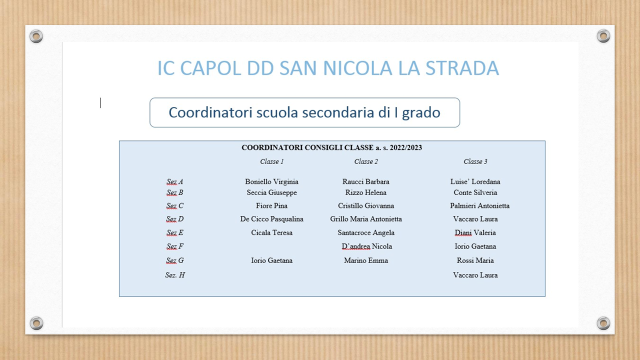 IC CAPOL DD SAN NICOLA LA STRADA
Coordinatori scuola secondaria di I grado
COORDINATORI CONSIGLI CLASSE a. s. 2022/2023
Classe 1 Classe 2 Classe 3
Sez A Boniello Virginia Raucci Barbara Luise' Loredana
Sez B Seccia Giuseppe Rizzo Helena Conte Silveria
Sez C Fiore Pina Cristillo Giovanna Palmieri Antonietta
Sez D De Cicco Pasqualina Grillo Maria Antonietta Vaccaro Laura
Sez E Cicala Teresa Santacroce Angela Diani Valeria
Sez F D'andrea Nicola Iorio Gaetana
Sez G Iorio Gaetana Marino Emma Rossi Maria
Sez. H Vaccaro Laura